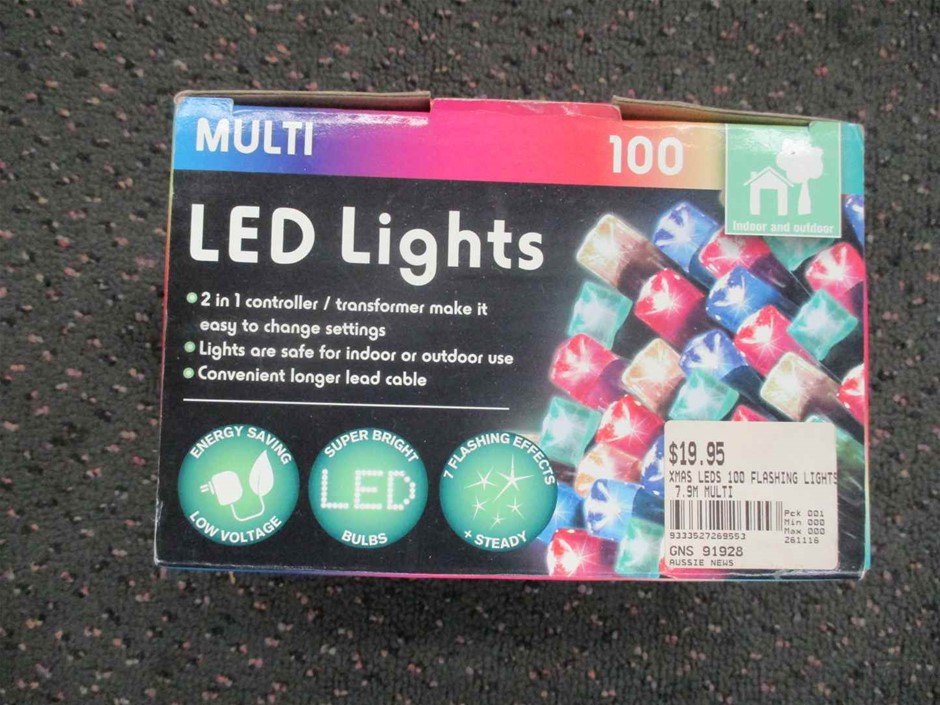 MULTI
100
Indoor and outdoor
LED Lights
2 in 1 controller / transformer make it
easy to change settings
Lights are safe for indoor or outdoor use
Convenient longer lead cable
ENERGY SAVING
LOW VOLTAGE
SUPER BRIGHT
LED
BULBS
7 FLASHING EFFECTS
+ STEADY
$19.95
XMAS LEDS 100 FLASHING LIGHTS
7.9M MULTI
Pck 001
Min 000
Max 000
9333527269553
261116
GNS 91928
AUSSIE NEWS